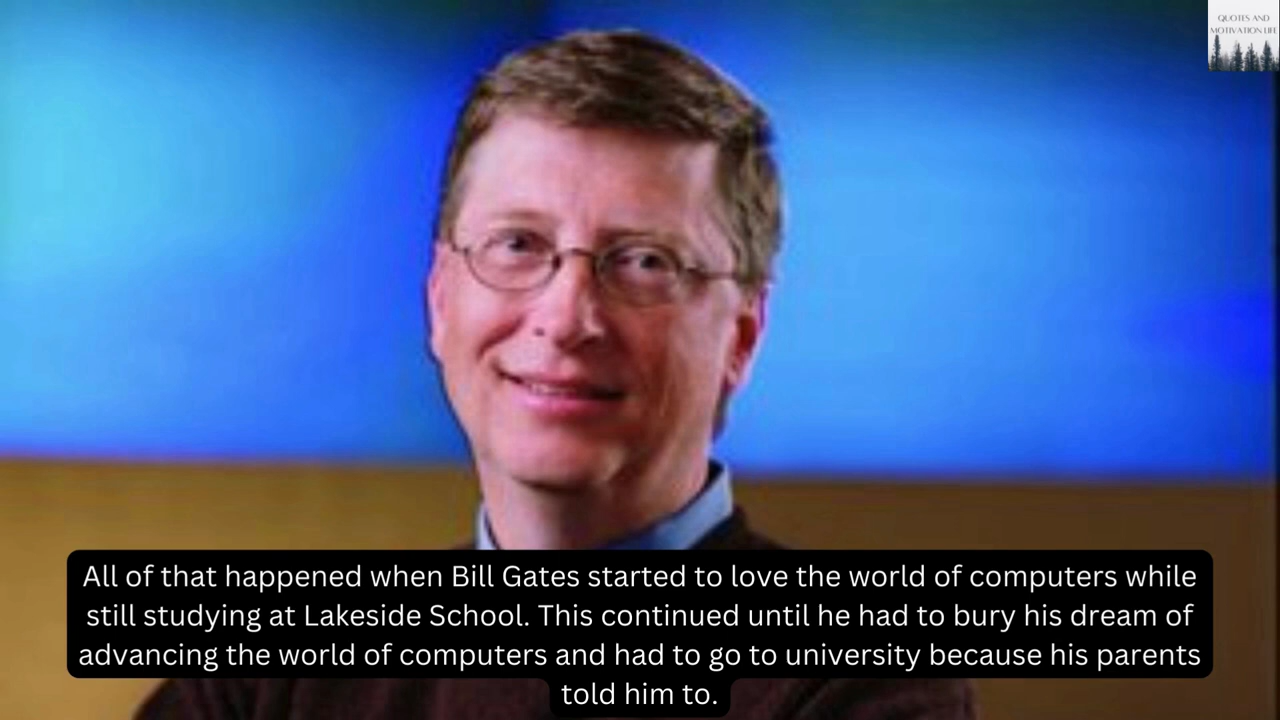 QUOTES AND
MOTIVATION LIFE
All of that happened when Bill Gates started to love the world of computers while
still studying at Lakeside School. This continued until he had to bury his dream of
advancing the world of computers and had to go to university because his parents
told him to.